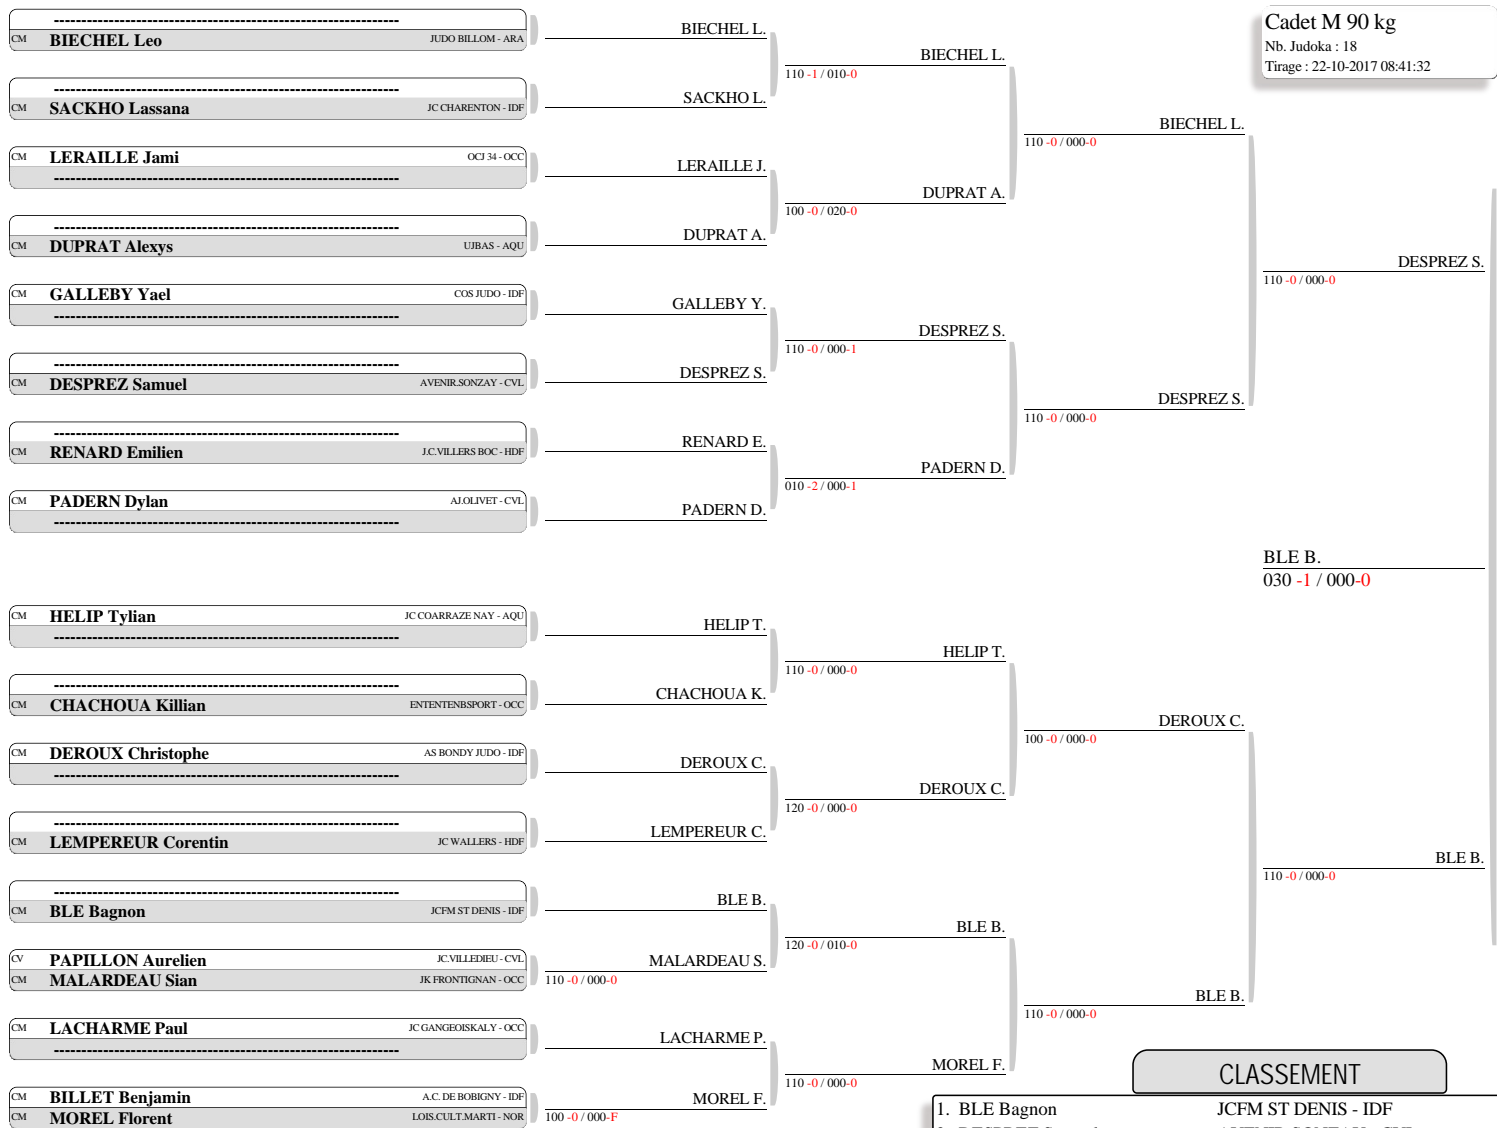 Cadet M 90 kg
Nb. Judoka : 18
Tirage : 22-10-2017 08:41:32
--------------------------------------------------------------------
CM BIECHEL Leo JUDO BILLOM - ARA
--------------------------------------------------------------------
CM SACKHO Lassana JC CHARENTON - IDF
CM LERAILLE Jami OCJ 34 - OCC
--------------------------------------------------------------------
--------------------------------------------------------------------
CM DUPRAT Alexys UJBAS - AQU
CM GALLEBY Yael COS JUDO - IDF
--------------------------------------------------------------------
--------------------------------------------------------------------
CM DESPREZ Samuel AVENIR.SONZAY - CVL
--------------------------------------------------------------------
CM RENARD Emilien J.C.VILLERS BOC - HDF
CM PADERN Dylan AJ.OLIVET - CVL
--------------------------------------------------------------------
CM HELIP Tylian JC COARRAZE NAY - AQU
--------------------------------------------------------------------
--------------------------------------------------------------------
CM CHACHOUA Killian ENTENTENBSPORT - OCC
CM DEROUX Christophe AS BONDY JUDO - IDF
--------------------------------------------------------------------
--------------------------------------------------------------------
CM LEMPEREUR Corentin JC WALLERS - HDF
--------------------------------------------------------------------
CM BLE Bagnon JCFM ST DENIS - IDF
CV PAPILLON Aurelien JC.VILLEDIEU - CVL
CM MALARDEAU Sian JK FRONTIGNAN - OCC
CM LACHARME Paul JC GANGEOISKALY - OCC
--------------------------------------------------------------------
CM BILLET Benjamin A.C. DE BOBIGNY - IDF
CM MOREL Florent LOIS.CULT.MARTI - NOR
BIECHEL L.
SACKHO L.
LERAILLE J.
DUPRAT A.
GALLEBY Y.
DESPREZ S.
RENARD E.
PADERN D.
HELIP T.
CHACHOUA K.
DEROUX C.
LEMPEREUR C.
BLE B.
MALARDEAU S.
110 -0 / 000-0
LACHARME P.
MOREL F.
100 -0 / 000-F
BIECHEL L.
110 -1 / 010-0
DUPRAT A.
100 -0 / 020-0
DESPREZ S.
110 -0 / 000-1
PADERN D.
010 -2 / 000-1
HELIP T.
110 -0 / 000-0
DEROUX C.
120 -0 / 000-0
BLE B.
120 -0 / 010-0
MOREL F.
110 -0 / 000-0
BIECHEL L.
110 -0 / 000-0
DESPREZ S.
110 -0 / 000-0
DEROUX C.
100 -0 / 000-0
BLE B.
110 -0 / 000-0
DESPREZ S.
110 -0 / 000-0
BLE B.
110 -0 / 000-0
BLE B.
030 -1 / 000-0
CLASSEMENT
1. BLE Bagnon JCFM ST DENIS - IDF